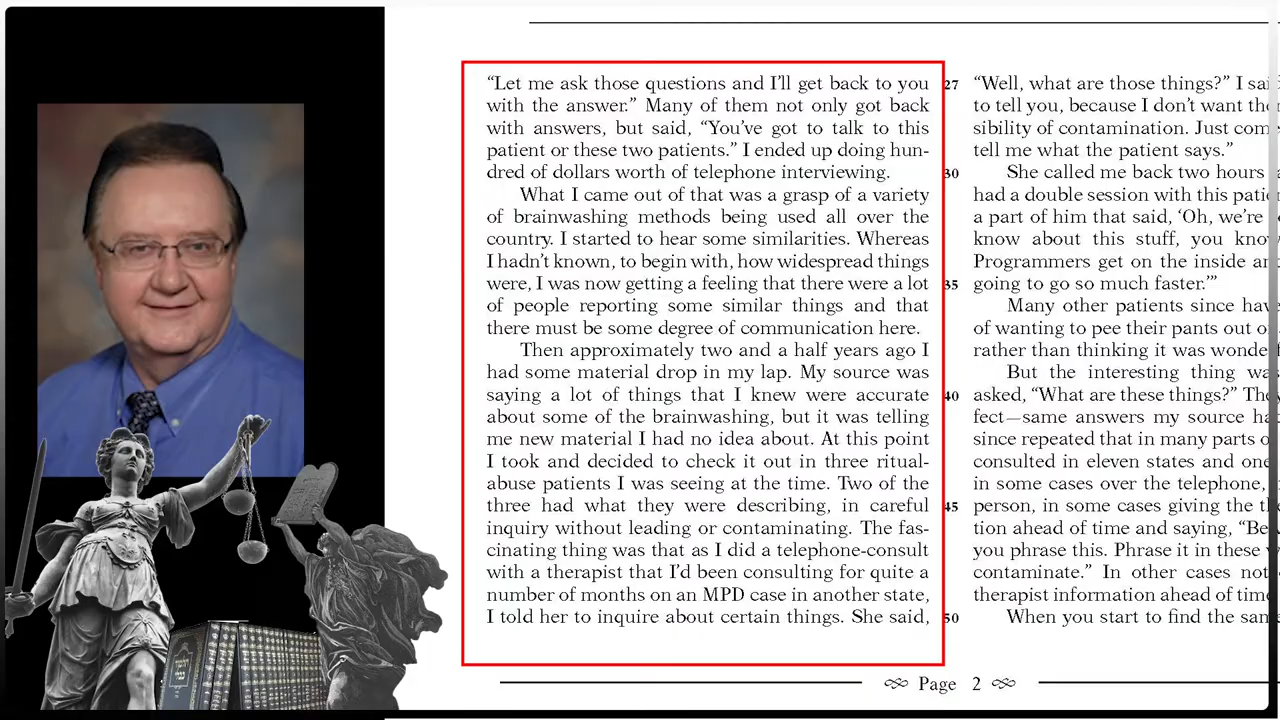 “Let me ask those questions and I’ll get back to you
with the answer.” Many of them not only got back
with answers, but said, “You’ve got to talk to this
patient or these two patients.” I ended up doing hun-
dred of dollars worth of telephone interviewing.
What I came out of that was a grasp of a variety
of brainwashing methods being used all over the
country. I started to hear some similarities. Whereas
I hadn’t known, to begin with, how widespread things
were, I was now getting a feeling that there were a lot
of people reporting some similar things and that
there must be some degree of communication here.
Then approximately two and a half years ago I
had some material drop in my lap. My source was
saying a lot of things that I knew were accurate
about some of the brainwashing, but it was telling
me new material I had no idea about. At this point
I took and decided to check it out in three ritual-
abuse patients I was seeing at the time. Two of the
three had what they were describing, in careful
inquiry without leading or contaminating. The fas-
cinating thing was that as I did a telephone-consult
with a therapist that I’d been consulting for quite a
number of months on an MPD case in another state,
I told her to inquire about certain things. She said,
27
30
35
40
45
50
“Well, what are those things?” I
to tell you, because I don’t want
sibility of contamination. Just
tell me what the patient says.”
She called me back two hours
had a double session with this
a part of him that said, ‘Oh, we’re
know about this stuff, you
Programmers get on the inside
going to go so much faster.’”
Many other patients since
of wanting to pee their pants out
rather than thinking it was
But the interesting thing
asked, “What are these things?”
fect—same answers my source
since repeated that in many parts
consulted in eleven states and one
in some cases over the telephone,
person, in some cases giving the
tion ahead of time and saying,
you phrase this. Phrase it in these
contaminate.” In other cases not
therapist information ahead of
When you start to find the
Page 2